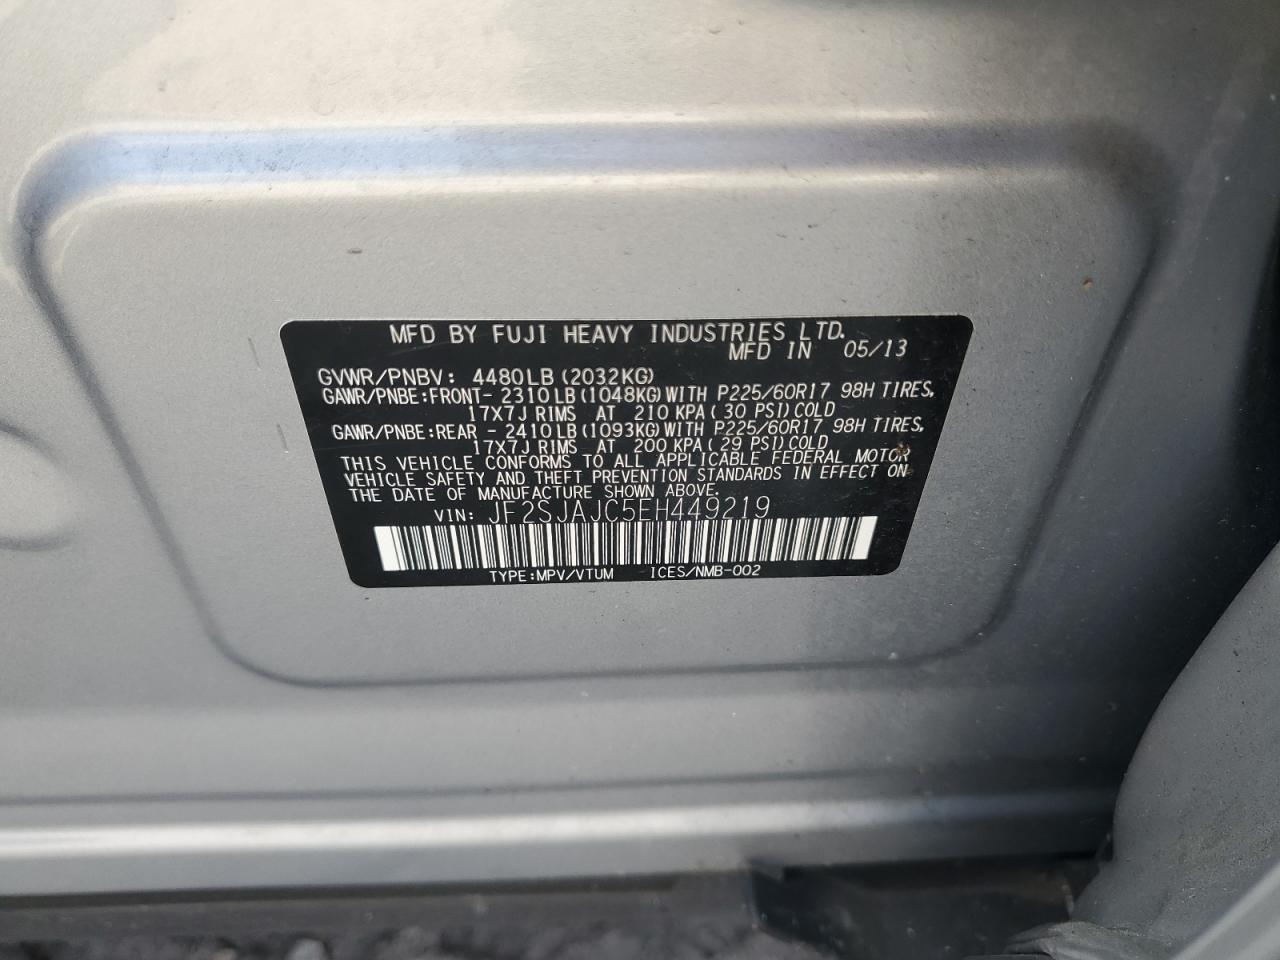 MFD BY FUJI HEAVY INDUSTRIES LTD.
MFD IN 05/13
GVWR/PNBV: 4480LB(2032KG)
GAWR/PNBE:FRONT- 2310LB(1048KG)WITH P225/60R17 98H TIRES,
17X7J RIMS AT 210 KPA( 30 PSI)COLD
GAWR/PNBE:REAR - 2410LB(1093KG)WITH P225/60R17 98H TIRES,
17X7J RIMS AT 200 KPA( 29 PSI)COLD
THIS VEHICLE CONFORMS TO ALL APPLICABLE FEDERAL MOTOR
VEHICLE SAFETY AND THEFT PREVENTION STANDARDS IN EFFECT ON
THE DATE OF MANUFACTURE SHOWN ABOVE.
VIN: JF2SJAJC5EH449219
TYPE:MPV/VTUM ICES/NMB-002